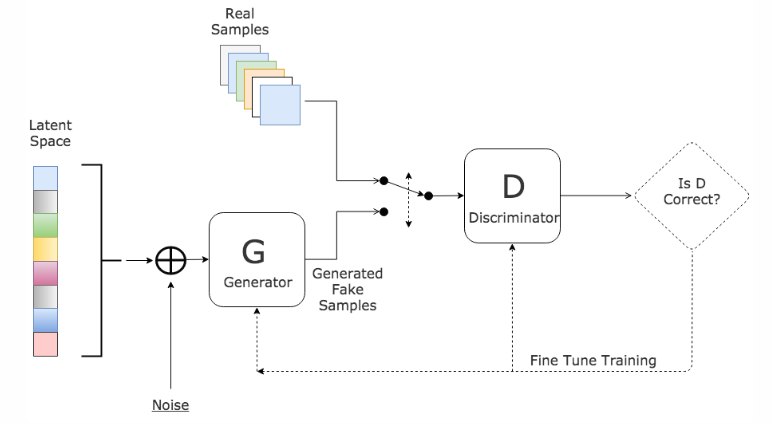 Real
Samples
Latent
Space
D
Discriminator
Is D
Correct?
G
Generator
Generated
Fake
Samples
Fine Tune Training
Noise